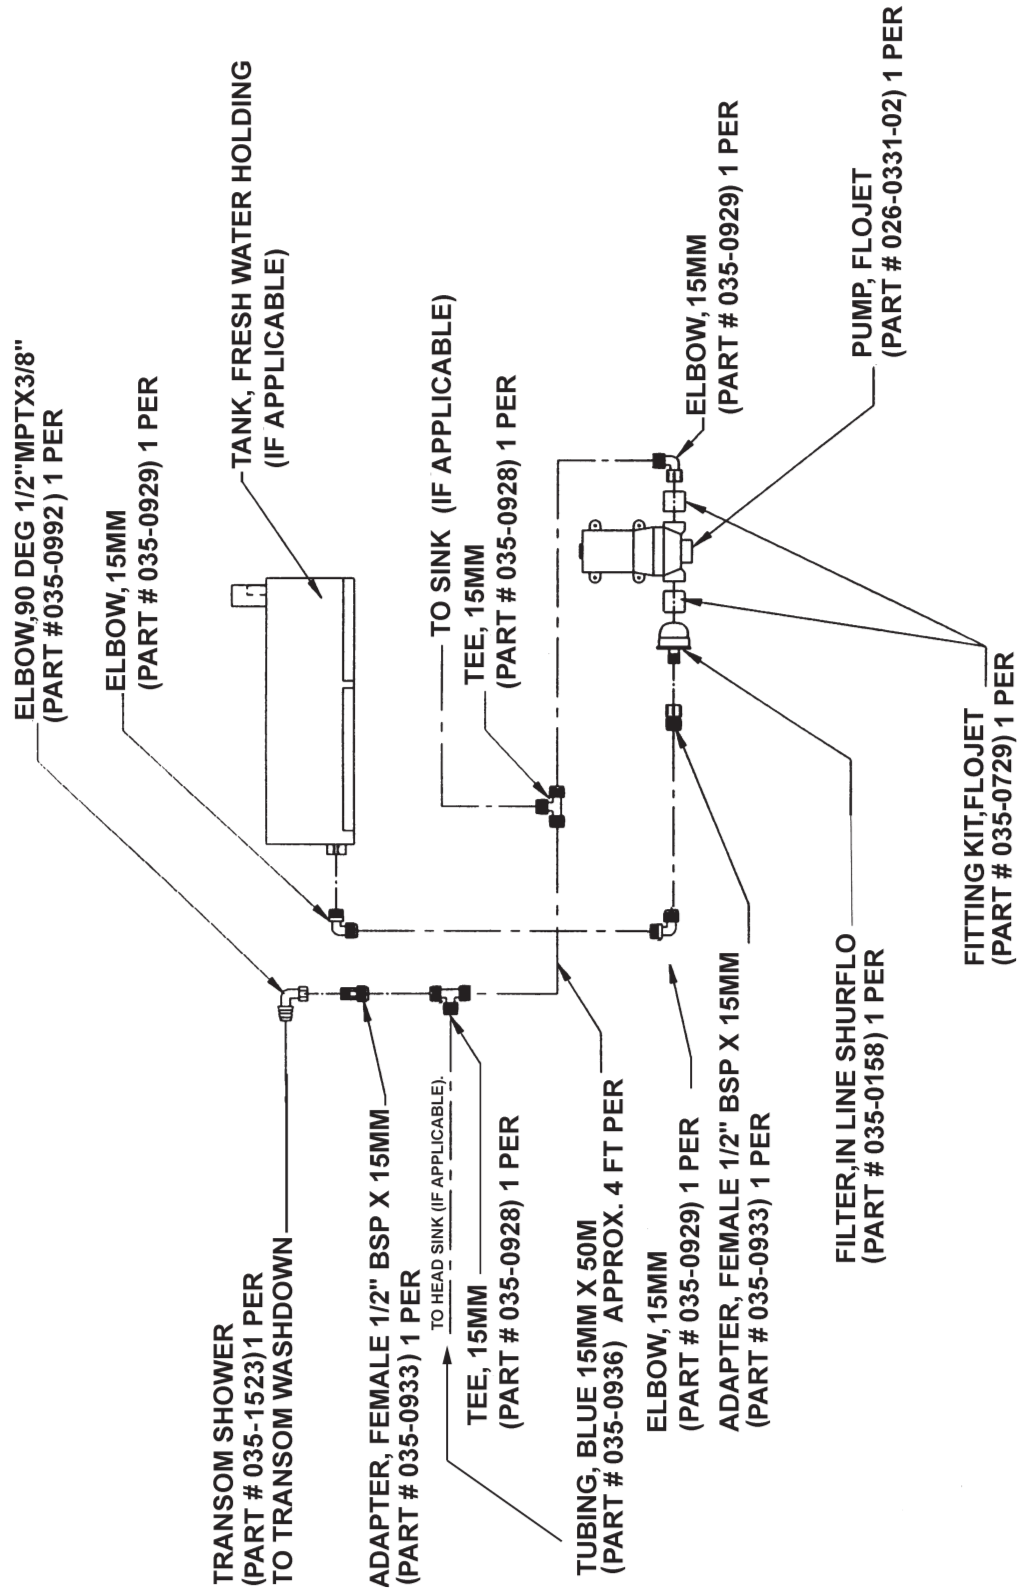 ELBOW,90 DEG 1/2"MPTX3/8"
(PART #035-0992) 1 PER
ELBOW,15MM
(PART # 035-0929) 1 PER
TANK, FRESH WATER HOLDING
(IF APPLICABLE)
TO SINK (IF APPLICABLE)
TEE, 15MM
(PART # 035-0928) 1 PER
ELBOW,15MM
(PART # 035-0929) 1 PER
PUMP, FLOJET
(PART # 026-0331-02) 1 PER
TRANSOM SHOWER
(PART # 035-1523) 1 PER
TO TRANSOM WASHDOWN
ADAPTER, FEMALE 1/2" BSP X 15MM
(PART # 035-0933) 1 PER
TO HEAD SINK (IF APPLICABLE).
TEE, 15MM
(PART # 035-0928) 1 PER
TUBING, BLUE 15MM X 50M
(PART # 035-0936) APPROX. 4 FT PER
ELBOW, 15MM
(PART # 035-0929) 1 PER
ADAPTER, FEMALE 1/2" BSP X 15MM
(PART # 035-0933) 1 PER
FILTER,IN LINE SHURFLO
(PART # 035-0158) 1 PER
FITTING KIT,FLOJET
(PART # 035-0729) 1 PER